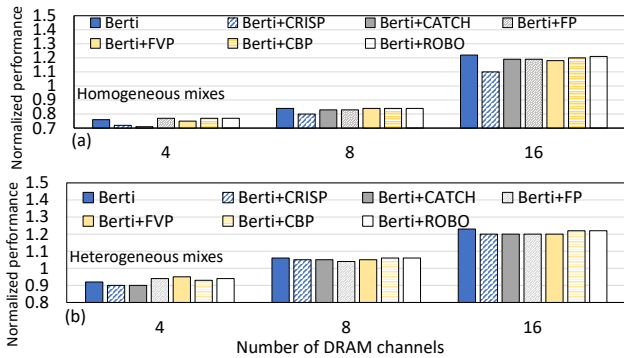 Normalized performance
1.5
1.4
1.3
1.2
1.1
1
0.9
0.8
0.7
Berti Berti+CRISP Berti+CATCH Berti+FP
Berti+FVP Berti+CBP Berti+ROBO
Homogeneous mixes
(a)
4 8 16
Normalized performance
1.5
1.4
1.3
1.2
1.1
1
0.9
0.8
Berti Berti+CRISP Berti+CATCH Berti+FP
Berti+FVP Berti+CBP Berti+ROBO
Heterogeneous mixes
(b)
4 8 16
Number of DRAM channels